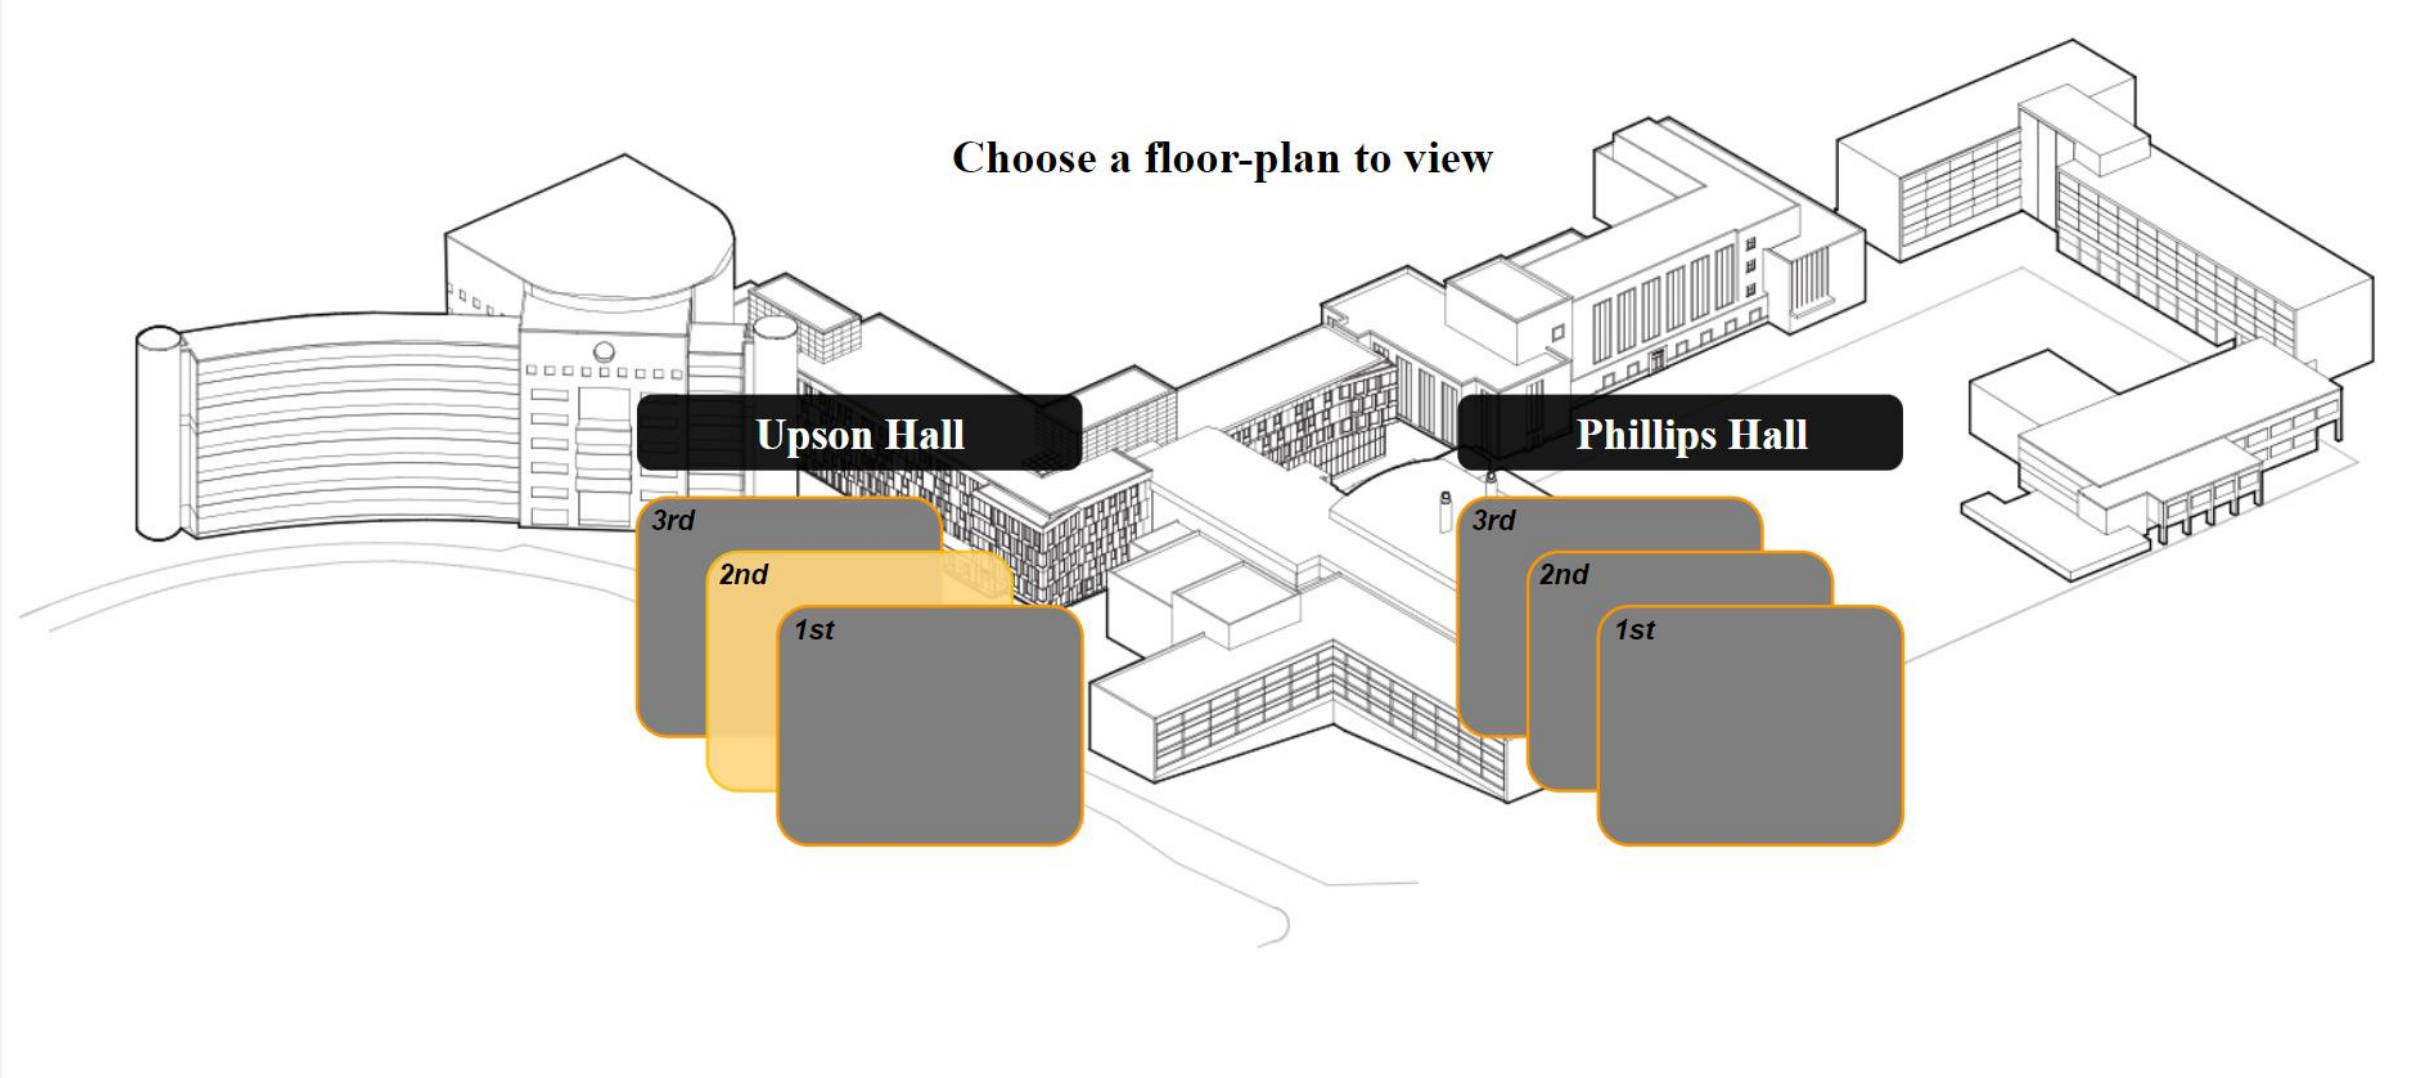 Choose a floor-plan to view
Upson Hall
3rd
2nd
1st
Phillips Hall
3rd
2nd
1st